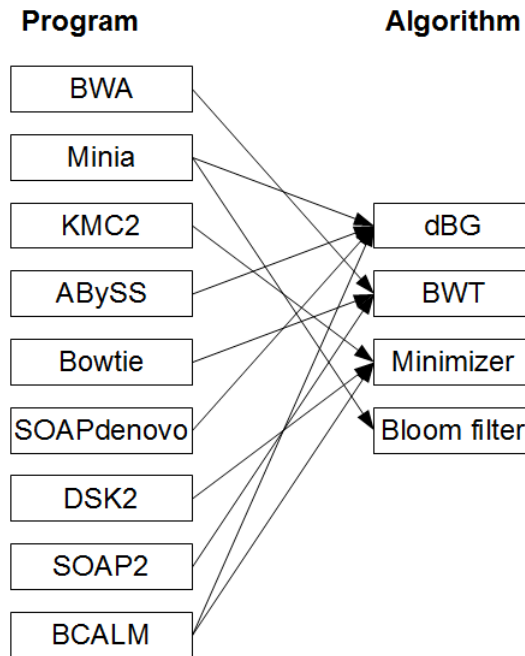 Program
Algorithm
BWA
Minia
KMC2
dBG
ABySS
BWT
Bowtie
Minimizer
SOAPdenovo
Bloom filter
DSK2
SOAP2
BCALM